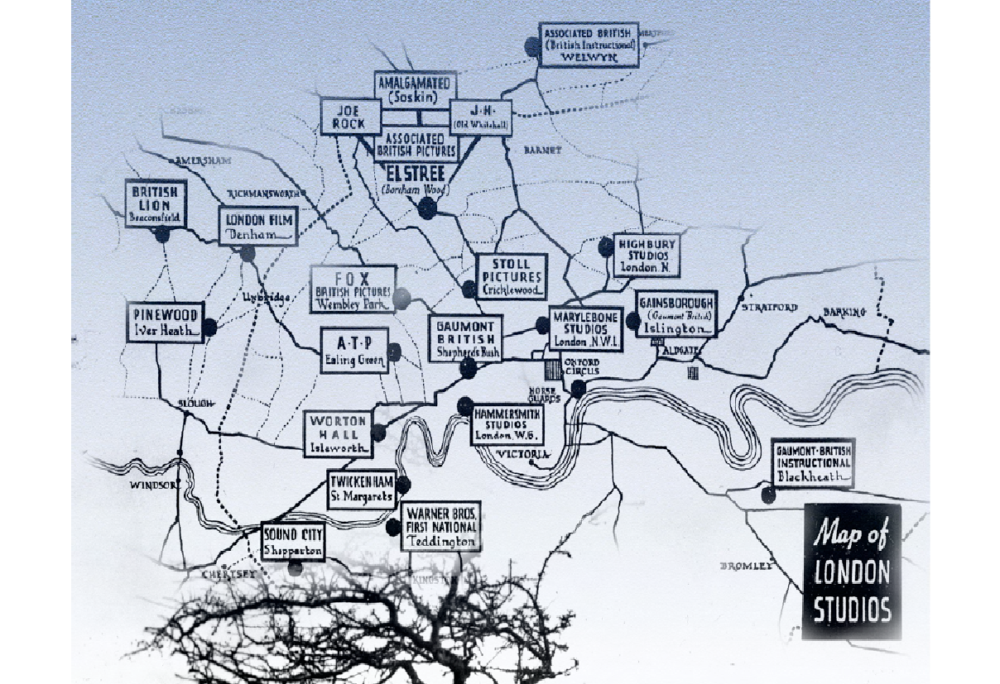 ASSOCIATED BRITISH
(British Instructional)
WELWYN
AMALGAMATED
(Soskin)
JOE
ROCK
J·H·
(Old Whitehall)
ASSOCIATED
BRITISH PICTURES
ELSTREE
(Boreham Wood)
BARNET
AMERSHAM
RICHMANSWORTH
BRITISH
LION
Beaconsfield
LONDON FILM
Denham
HIGHBURY
STUDIOS
London. N.
STOLL
PICTURES
Cricklewood
FOX
BRITISH PICTURES
Wembley Park
Uxbridge
PINEWOOD
Iver Heath
GAUMONT
BRITISH
Shepherds Bush
MARYLEBONE
STUDIOS
London .N.W.1.
GAINSBOROUGH
(Gaumont British)
Islington
STRATFORD
BARKING
A·T·P
Ealing Green
ALDGATE
OXFORD
CIRCUS
HORSE
GUARDS
SLOUGH
WORTON
HALL
Isleworth
HAMMERSMITH
STUDIOS
London, W.6.
VICTORIA
GAUMONT-BRITISH
INSTRUCTIONAL
Blackheath
WINDSOR
TWICKENHAM
St Margarets
WARNER BROS.
FIRST NATIONAL
Teddington
SOUND CITY
Shepperton
CHERTSEY
KINGSTON
BROMLEY
Map of
LONDON
STUDIOS